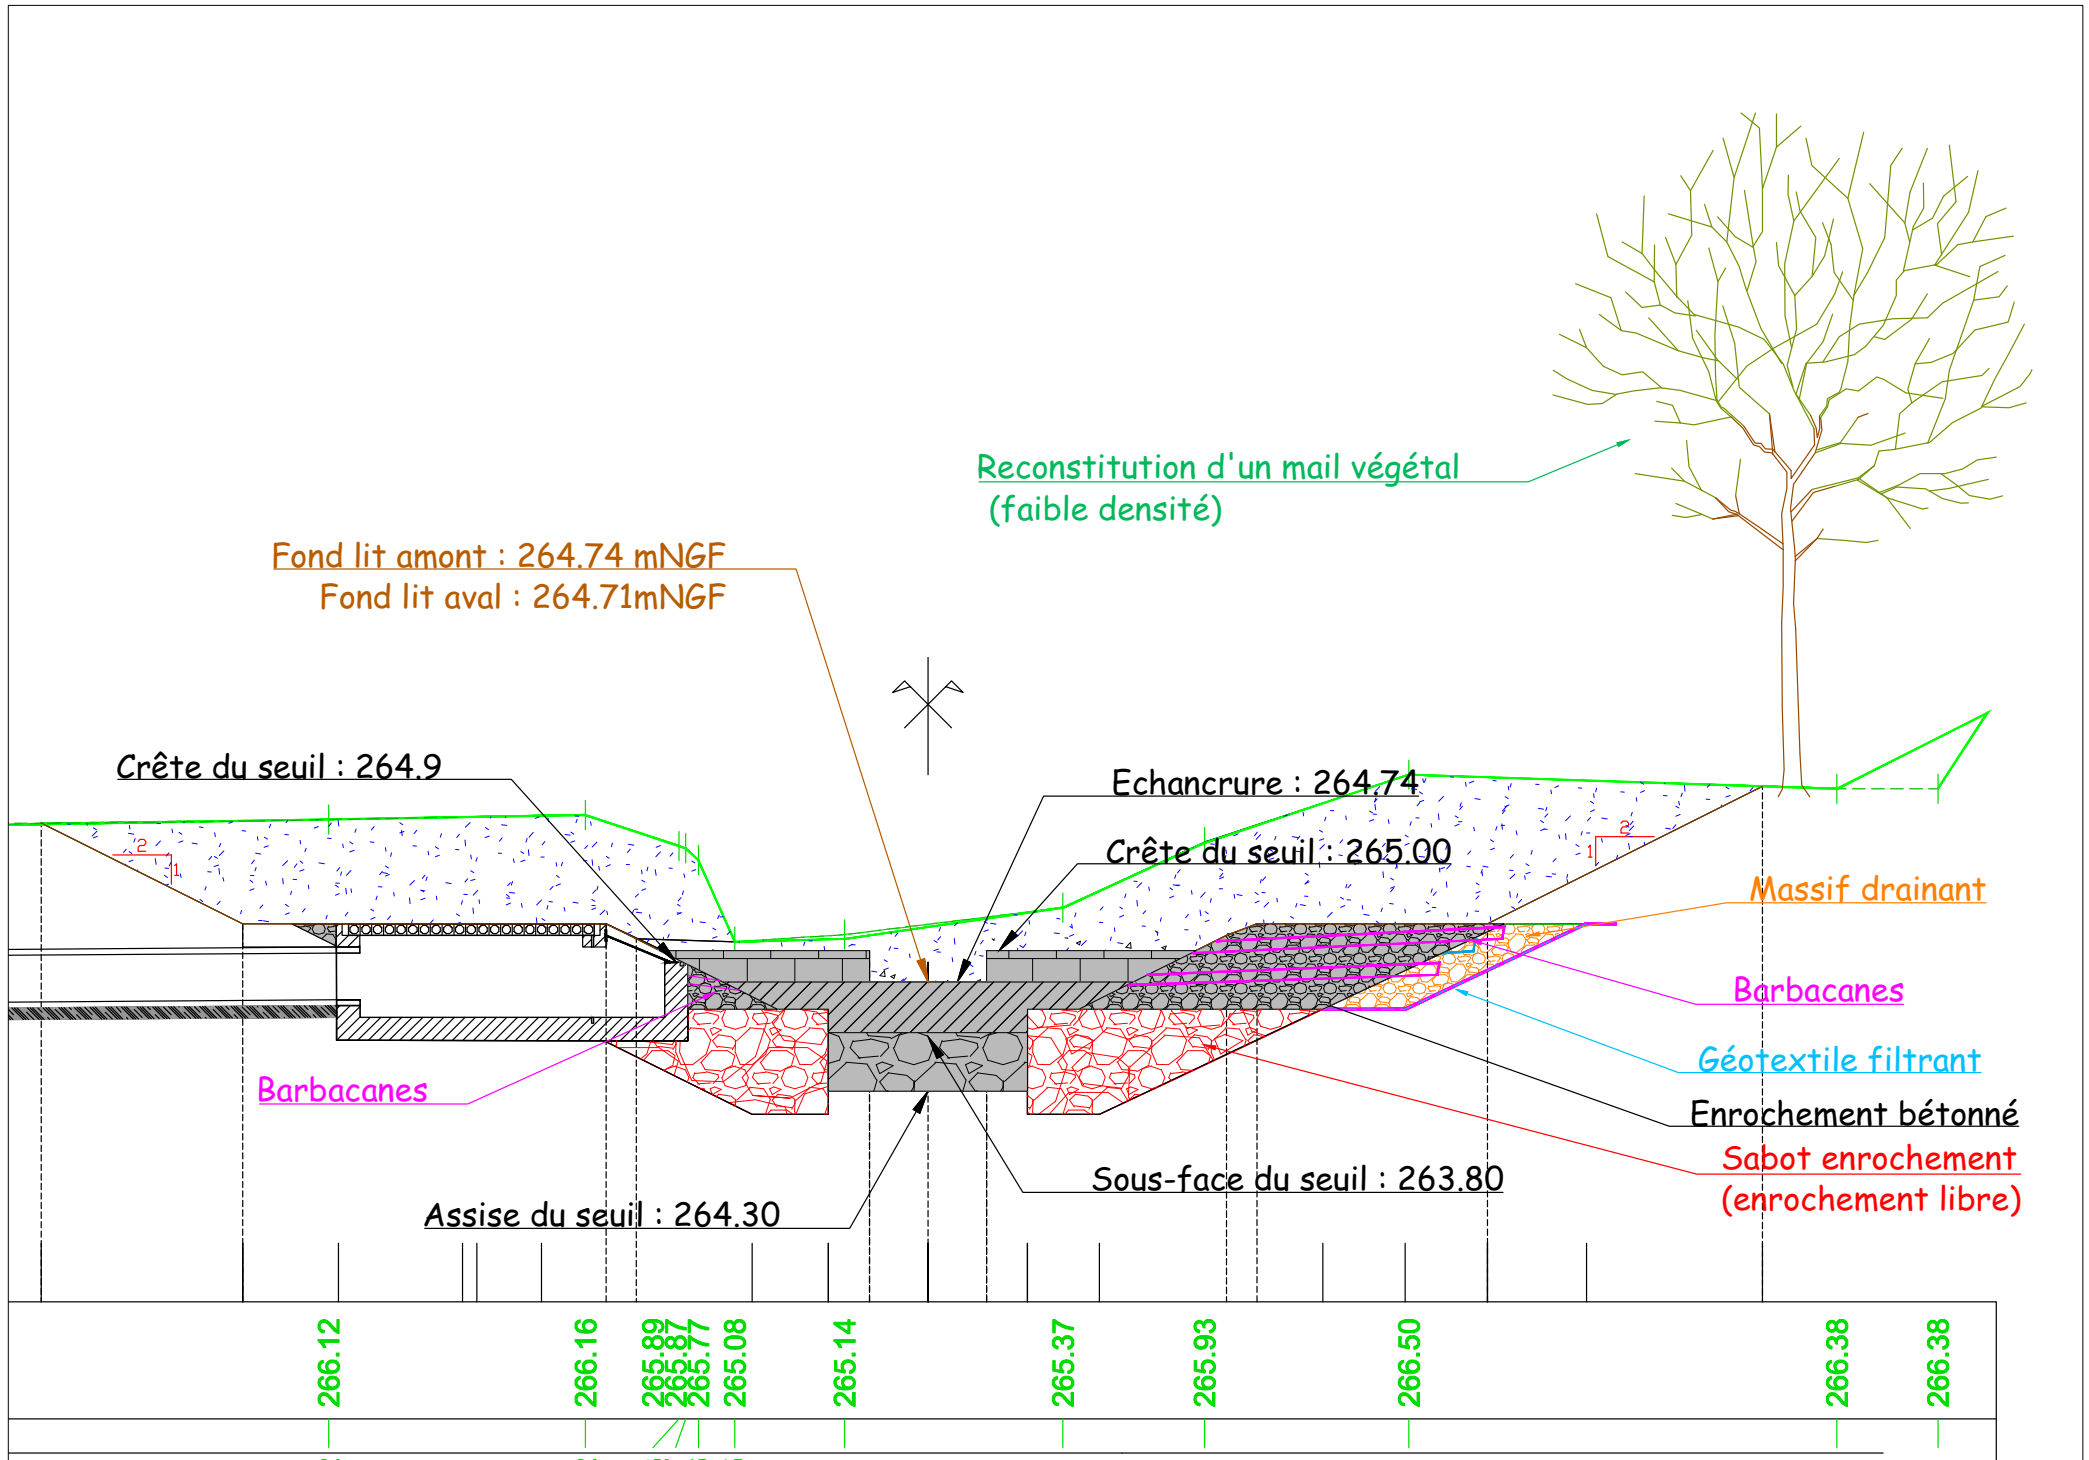 Reconstitution d'un mail végétal
(faible densité)
Fond lit amont : 264.74 mNGF
Fond lit aval : 264.71mNGF
Crête du seuil : 264.9
Echancrure : 264.74
Crête du seuil : 265.00
2
1
2
1
Massif drainant
Barbacanes
Géotextile filtrant
Barbacanes
Enrochement bétonné
Sabot enrochement
(enrochement libre)
Sous-face du seuil : 263.80
Assise du seuil : 264.30
266.12
266.16
265.89
265.87
265.77
265.08
265.14
265.37
265.93
266.50
266.38
266.38